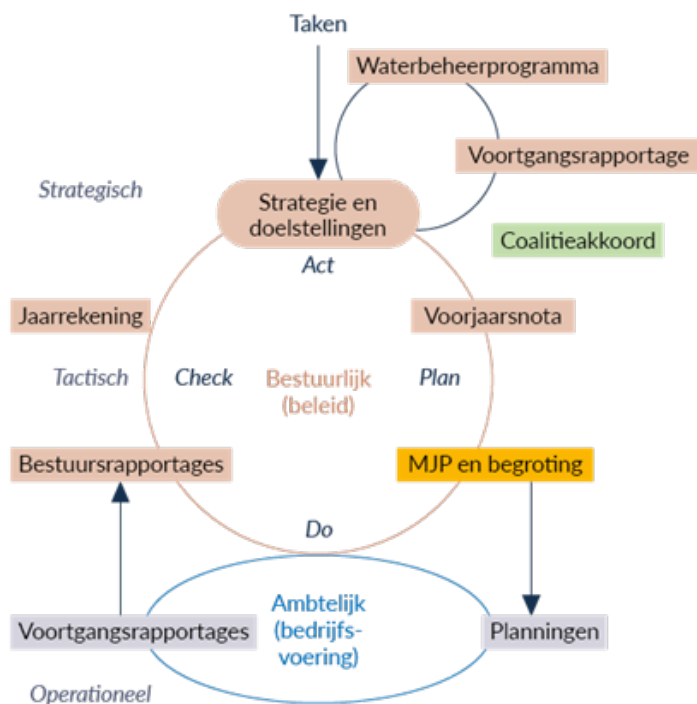 Taken
Waterbeheerprogramma
Voortgangsrapportage
Strategisch
Strategie en
doelstellingen
Coalitieakkoord
Act
Jaarrekening
Voorjaarsnota
Tactisch
Check
Bestuurlijk
(beleid)
Plan
Bestuursrapportages
MJP en begroting
Do
Voortgangsrapportages
Ambtelijk
(bedrijfs-
voering)
Planningen
Operationeel